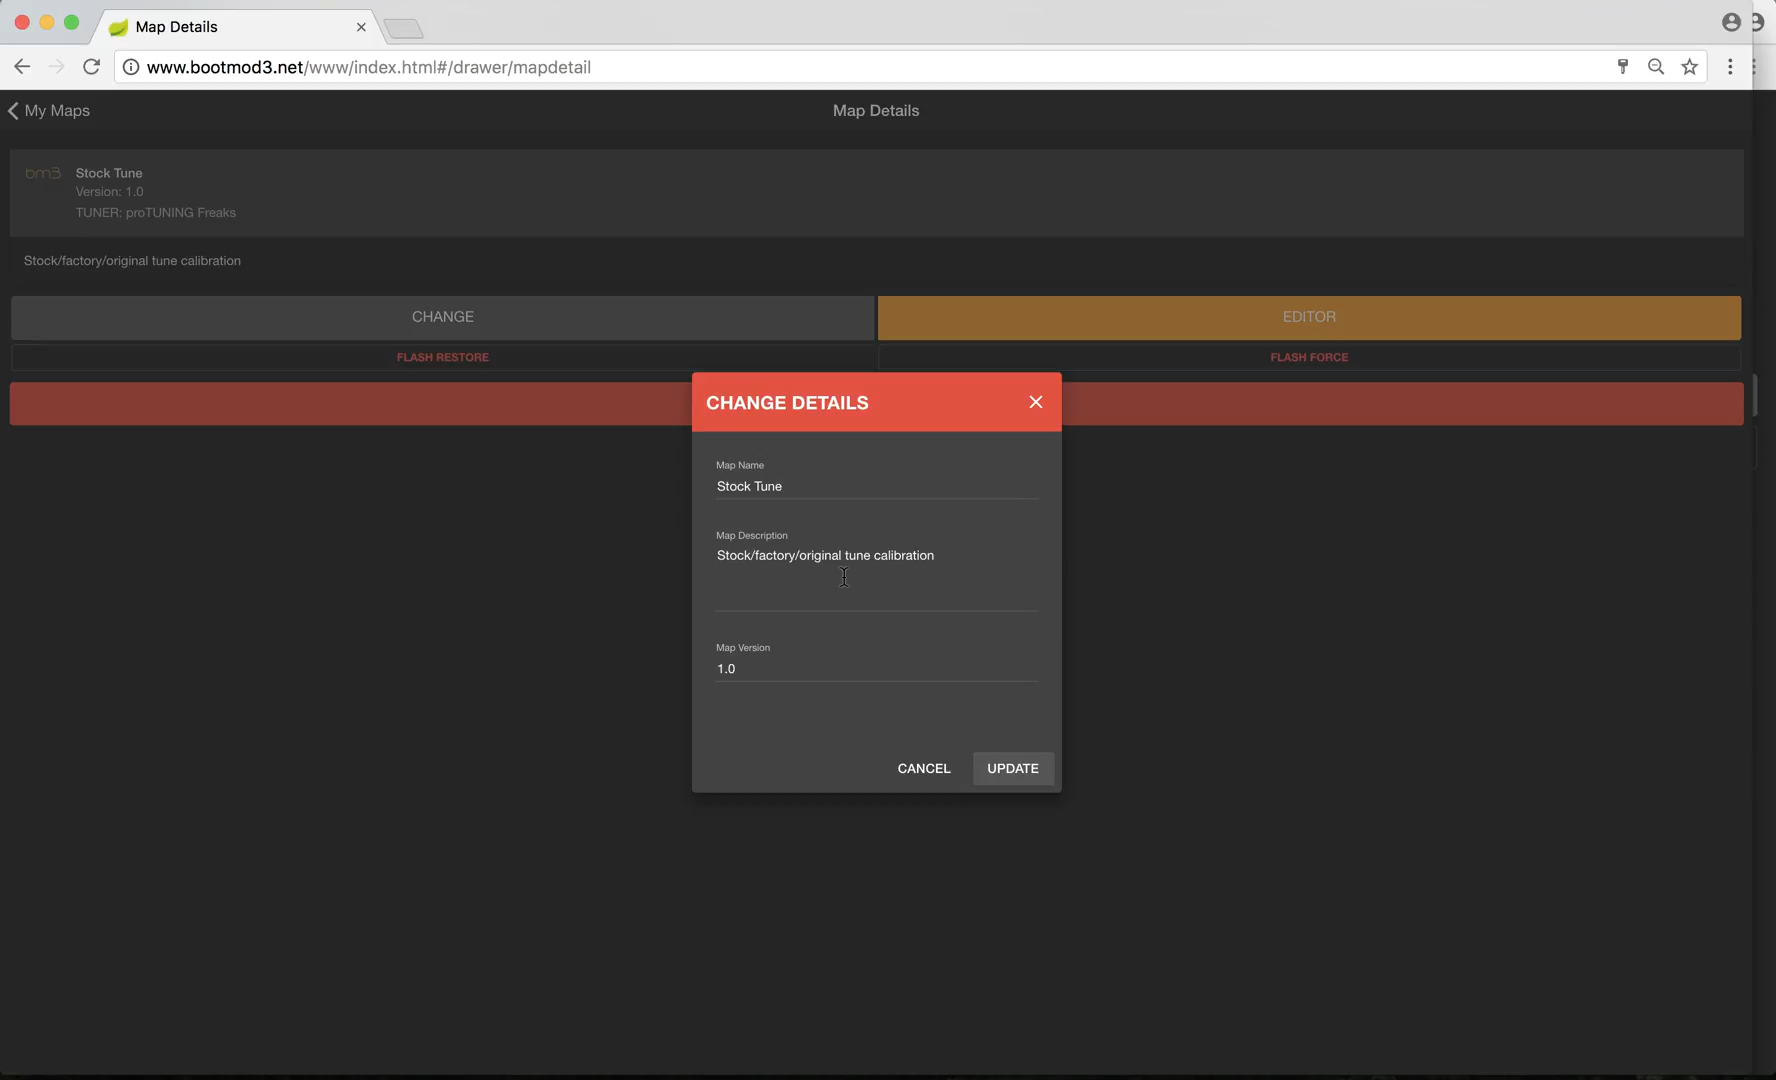 Map Details
www.bootmod3.net/www/index.html#/drawer/mapdetail
My Maps
Map Details
bm3
Stock Tune
Version: 1.0
TUNER: proTUNING Freaks
Stock/factory/original tune calibration
CHANGE
EDITOR
FLASH RESTORE
FLASH FORCE
CHANGE DETAILS
Map Name
Stock Tune
Map Description
Stock/factory/original tune calibration
Map Version
1.0
CANCEL
UPDATE